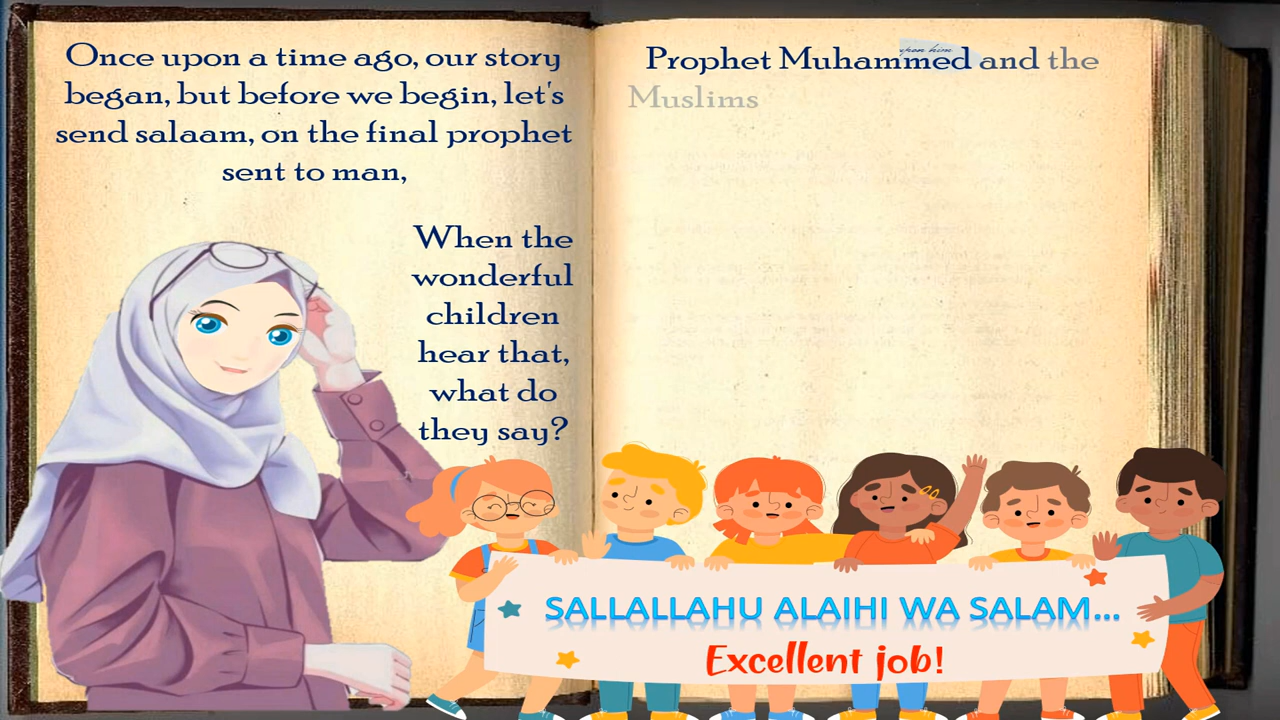 Once upon a time ago, our story
began, but before we begin, let's
send salaam, on the final prophet
sent to man,
When the
wonderful
children
hear that,
what do
they say?
upon him
Prophet Muhammed and the
Muslims
SALLALLAHU ALAIHI WA SALAM...
Excellent job!